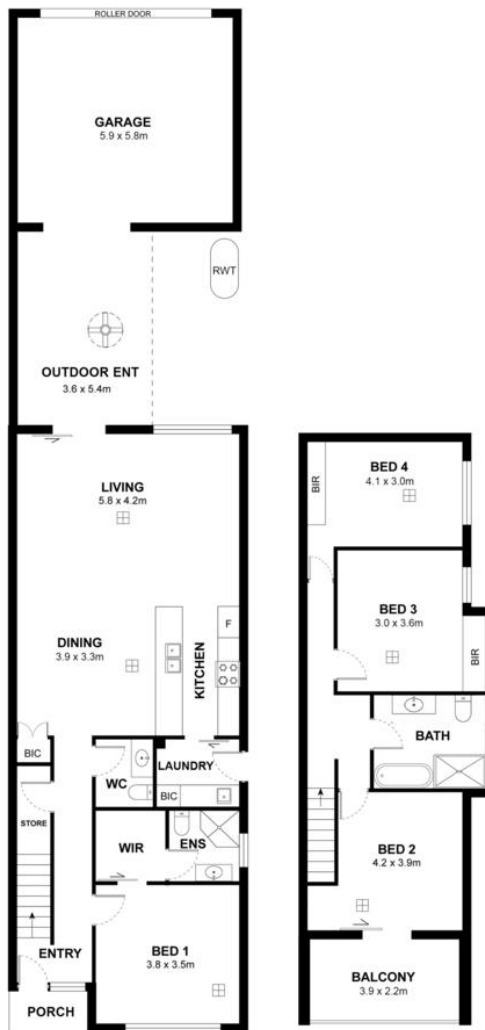 ROLLER DOOR
GARAGE
5.9 x 5.8m
RWT
OUTDOOR ENT
3.6 x 5.4m
LIVING
5.8 x 4.2m
DINING
3.9 x 3.3m
KITCHEN
F
BIC
WC
LAUNDRY
BIC
STORE
WIR
ENS
ENTRY
BED 1
3.8 x 3.5m
PORCH
BED 4
4.1 x 3.0m
BIR
BED 3
3.0 x 3.6m
BIR
BATH
BED 2
4.2 x 3.9m
BALCONY
3.9 x 2.2m